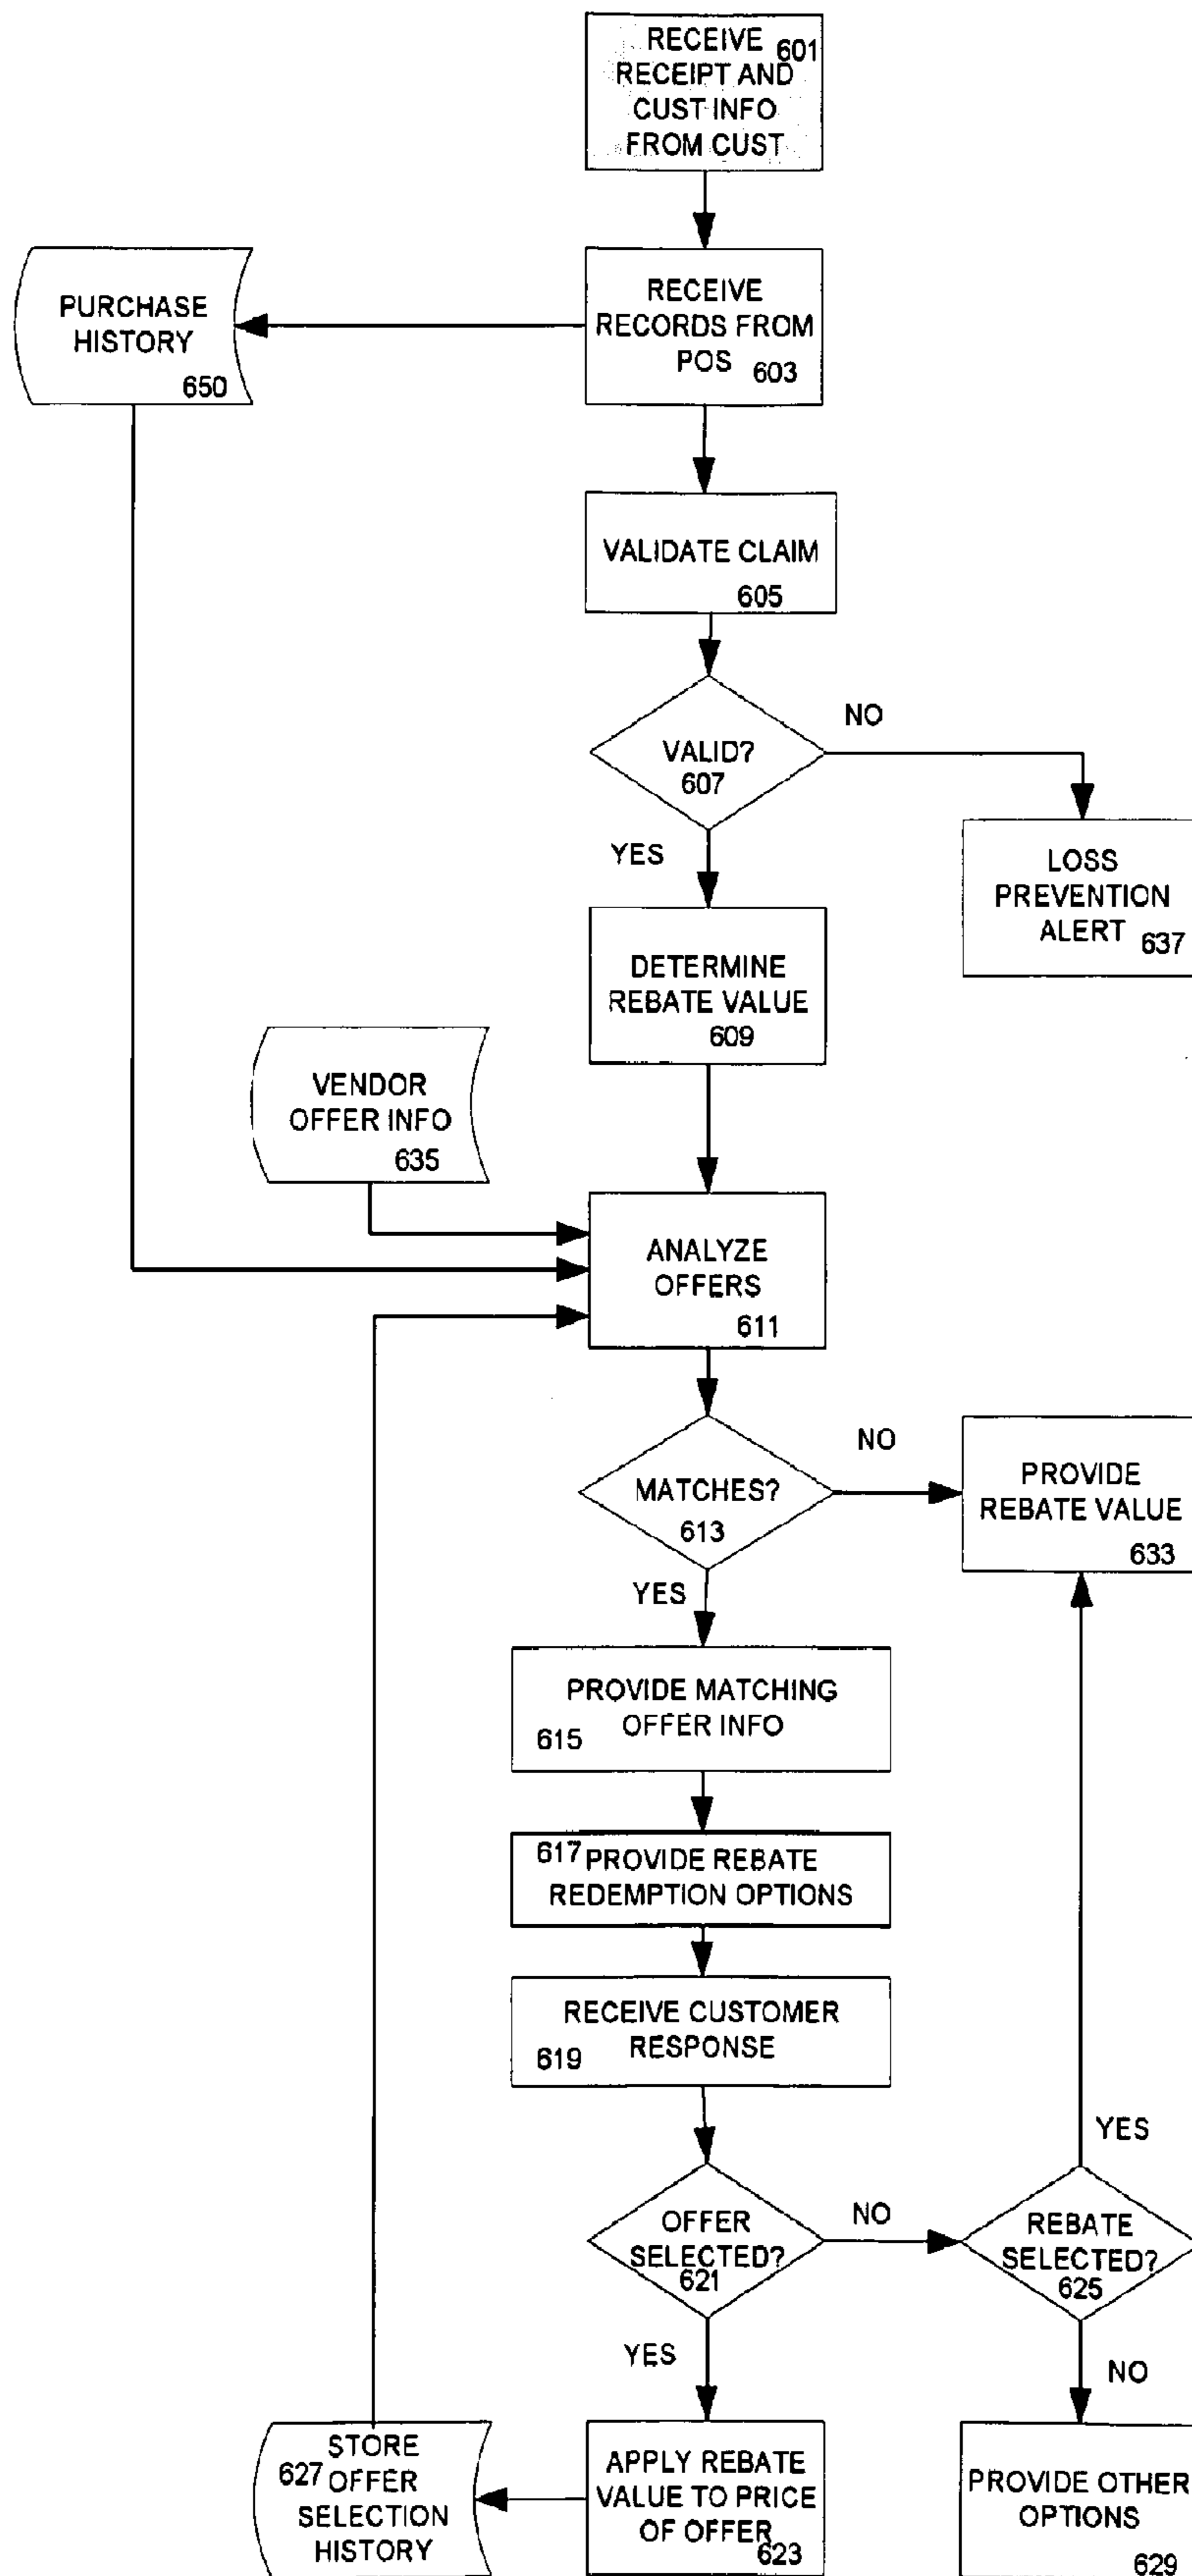 RECEIVE 601
RECEIPT AND
CUST INFO
FROM CUST
PURCHASE
HISTORY
650
RECEIVE
RECORDS FROM
POS 603
VALIDATE CLAIM
605
VALID?
607
NO
YES
LOSS
PREVENTION
ALERT 637
DETERMINE
REBATE VALUE
609
VENDOR
OFFER INFO
635
ANALYZE
OFFERS
611
MATCHES?
613
NO
YES
PROVIDE
REBATE VALUE
633
PROVIDE MATCHING
OFFER INFO
615
617 PROVIDE REBATE
REDEMPTION OPTIONS
RECEIVE CUSTOMER
RESPONSE
619
OFFER
SELECTED?
621
NO
YES
REBATE
SELECTED?
625
YES
NO
STORE
627 OFFER
SELECTION
HISTORY
APPLY REBATE
VALUE TO PRICE
OF OFFER
623
PROVIDE OTHER
OPTIONS
629